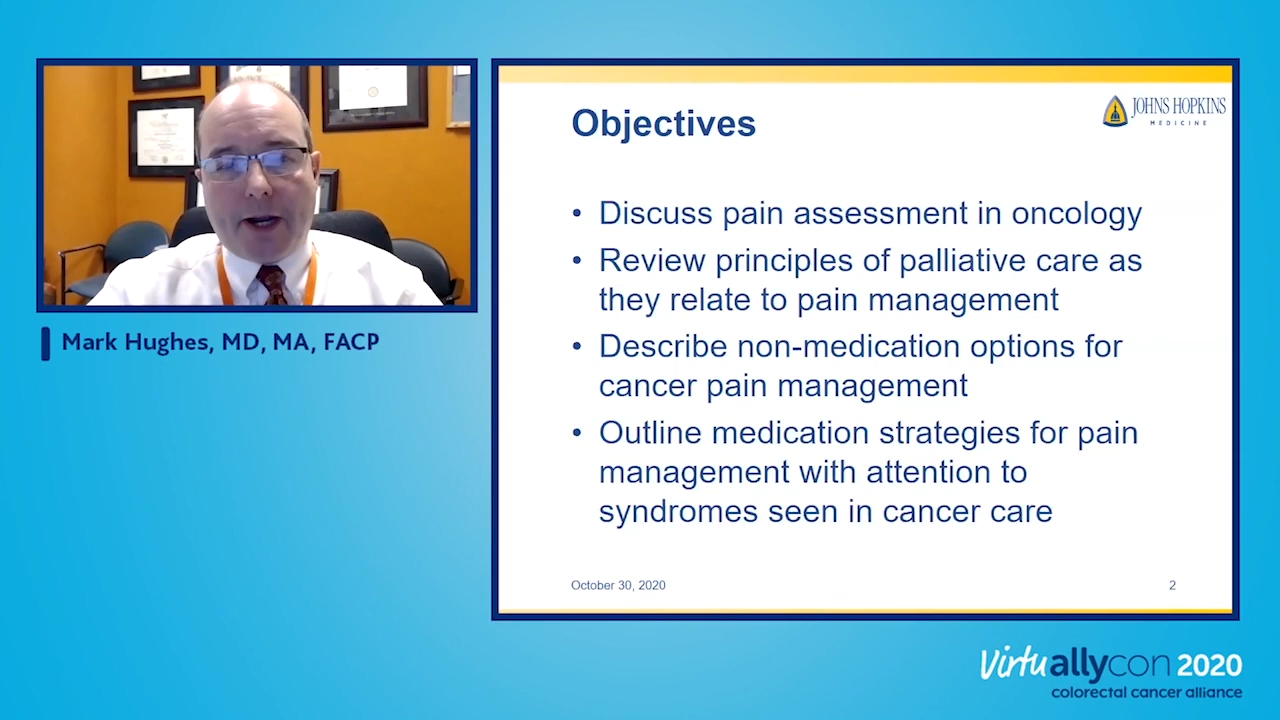 Mark Hughes, MD, MA, FACP
Objectives
JOHNS HOPKINS
MEDICINE
• Discuss pain assessment in oncology
• Review principles of palliative care as
they relate to pain management
• Describe non-medication options for
cancer pain management
• Outline medication strategies for pain
management with attention to
syndromes seen in cancer care
October 30, 2020
2
Virtuallycon 2020
colorectal cancer alliance